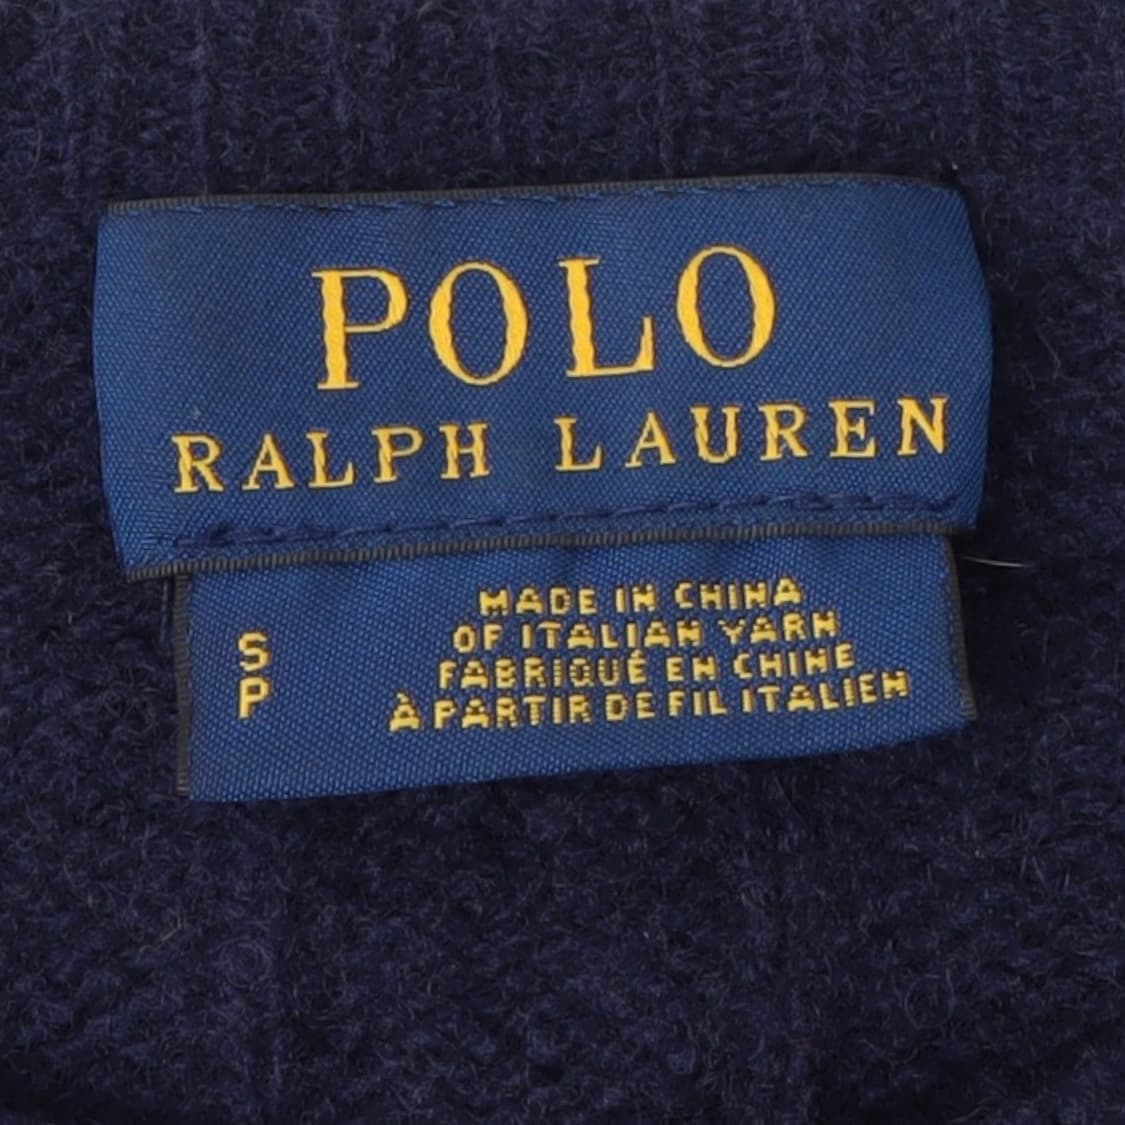 POLO
RALPH LAUREN
S
P
MADE IN CHINA
OF ITALIAN YARN
FABRIQUÉ EN CHINE
À PARTIR DE FIL ITALIEN